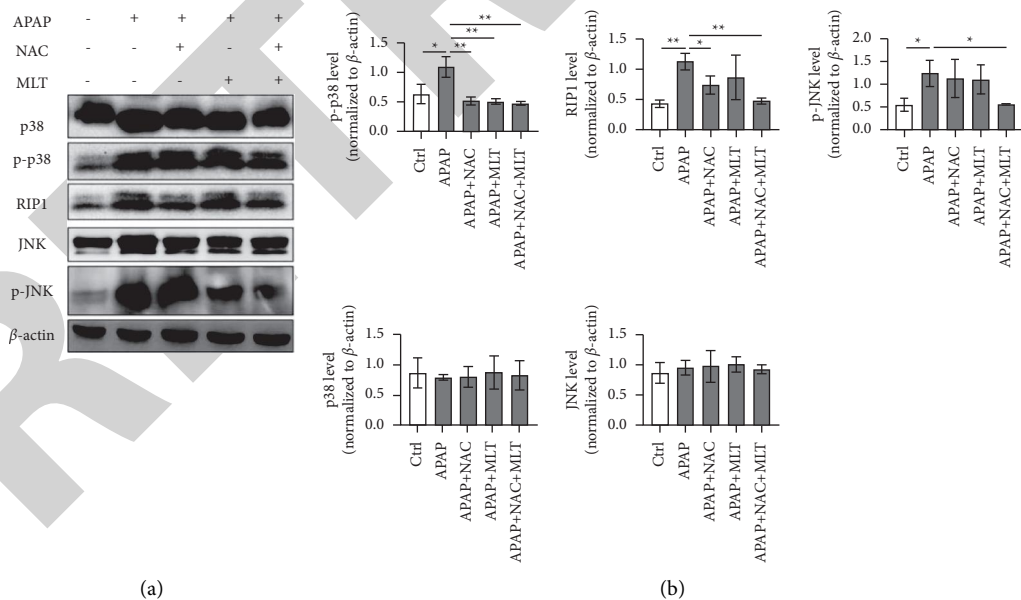 APAP - + + + +
NAC - - + - +
MLT - - - + +
p38
p-p38
RIP1
JNK
p-JNK
β-actin
(a)
p-p38 level
(normalized to β-actin)
1.5
1.0
0.5
0.0
* ** ** **
Ctrl
APAP
APAP+NAC
APAP+MLT
APAP+NAC+MLT
RIP1 level
(normalized to β-actin)
1.5
1.0
0.5
0.0
** * **
Ctrl
APAP
APAP+NAC
APAP+MLT
APAP+NAC+MLT
p-JNK level
(normalized to β-actin)
2.0
1.5
1.0
0.5
0.0
* *
Ctrl
APAP
APAP+NAC
APAP+MLT
APAP+NAC+MLT
p38 level
(normalized to β-actin)
1.5
1.0
0.5
0.0
Ctrl
APAP
APAP+NAC
APAP+MLT
APAP+NAC+MLT
JNK level
(normalized to β-actin)
1.5
1.0
0.5
0.0
Ctrl
APAP
APAP+NAC
APAP+MLT
APAP+NAC+MLT
(b)